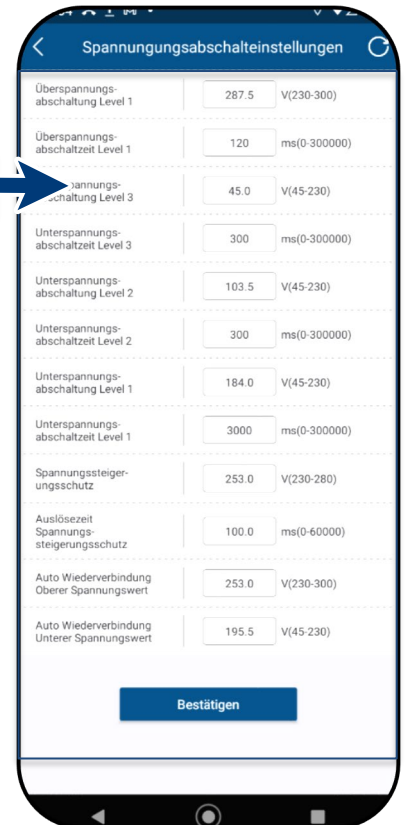 Spannungungsabschalteinstellungen
Überspannungs-
abschaltung Level 1
287.5 V(230-300)
Überspannungs-
abschaltzeit Level 1
120 ms(0-300000)
pannungs-
schaltung Level 3
45.0 V(45-230)
Unterspannungs-
abschaltzeit Level 3
300 ms(0-300000)
Unterspannungs-
abschaltung Level 2
103.5 V(45-230)
Unterspannungs-
abschaltzeit Level 2
300 ms(0-300000)
Unterspannungs-
abschaltung Level 1
184.0 V(45-230)
Unterspannungs-
abschaltzeit Level 1
3000 ms(0-300000)
Spannungssteiger-
ungsschutz
253.0 V(230-280)
Auslösezeit
Spannungs-
steigerungsschutz
100.0 ms(0-60000)
Auto Wiederverbindung
Oberer Spannungswert
253.0 V(230-300)
Auto Wiederverbindung
Unterer Spannungswert
195.5 V(45-230)
Bestätigen